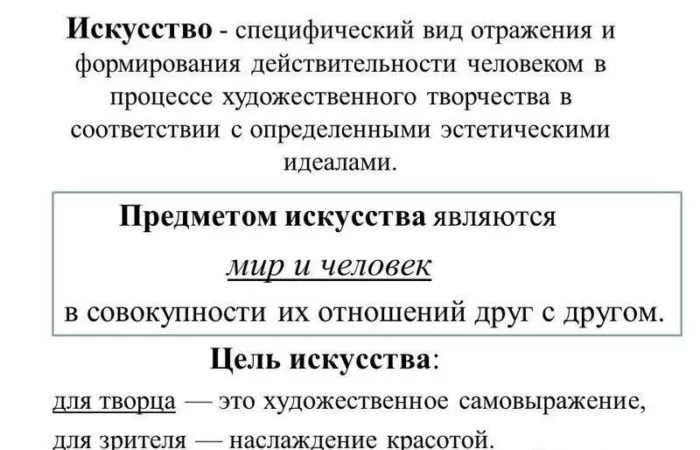 Искусство - специфический вид отражения и
формирования действительности человеком в
процессе художественного творчества в
соответствии с определенными эстетическими
идеалами.
Предметом искусства являются
мир и человек
в совокупности их отношений друг с другом.
Цель искусства:
для творца — это художественное самовыражение,
для зрителя — наслаждение красотой.